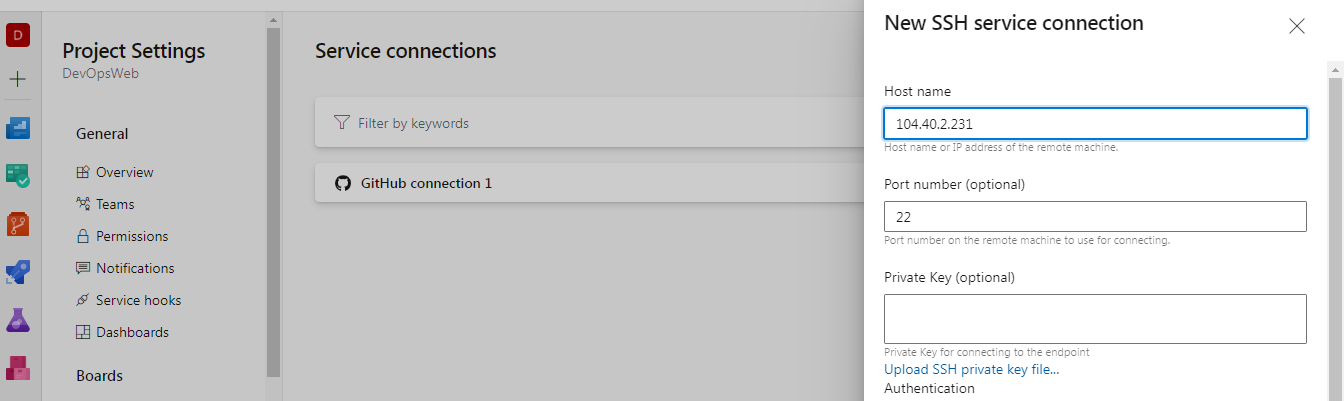 D
Project Settings
DevOpsWeb
General
Overview
Teams
Permissions
Notifications
Service hooks
Dashboards
Boards
Service connections
Filter by keywords
GitHub connection 1
New SSH service connection
Host name
104.40.2.231
Host name or IP address of the remote machine.
Port number (optional)
22
Port number on the remote machine to use for connecting.
Private Key (optional)
Private Key for connecting to the endpoint
Upload SSH private key file...
Authentication